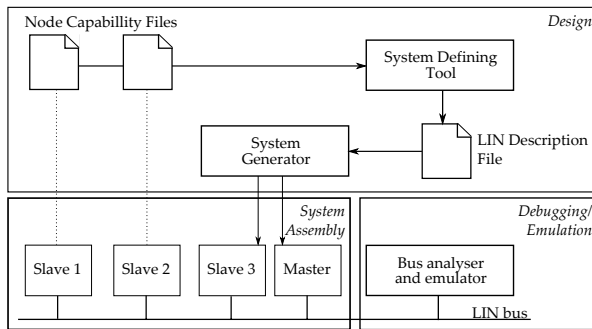 Node Capabillity Files
Design
System Defining
Tool
System
Generator
LIN Description
File
System
Assembly
Debugging/
Emulation
Slave 1
Slave 2
Slave 3
Master
Bus analyser
and emulator
LIN bus